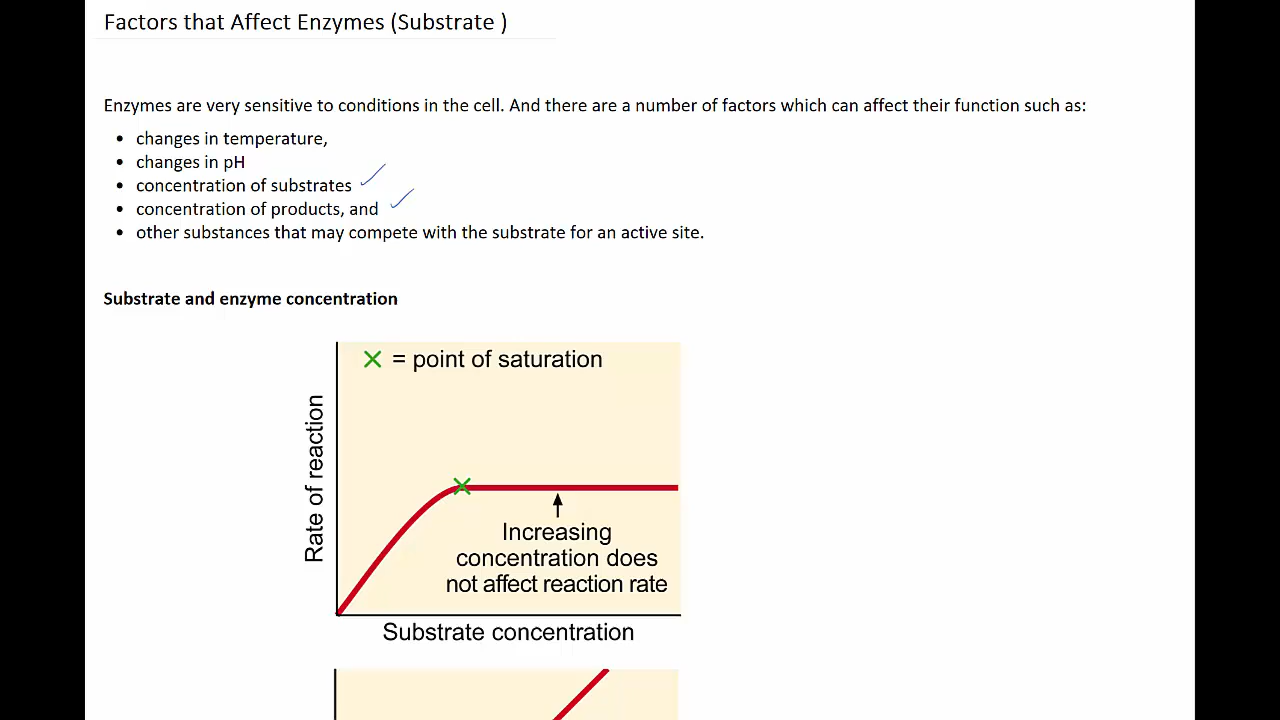 Factors that Affect Enzymes (Substrate )
Enzymes are very sensitive to conditions in the cell. And there are a number of factors which can affect their function such as:
• changes in temperature,
• changes in pH
• concentration of substrates
• concentration of products, and
• other substances that may compete with the substrate for an active site.
Substrate and enzyme concentration
= point of saturation
Rate of reaction
Increasing
concentration does
not affect reaction rate
Substrate concentration